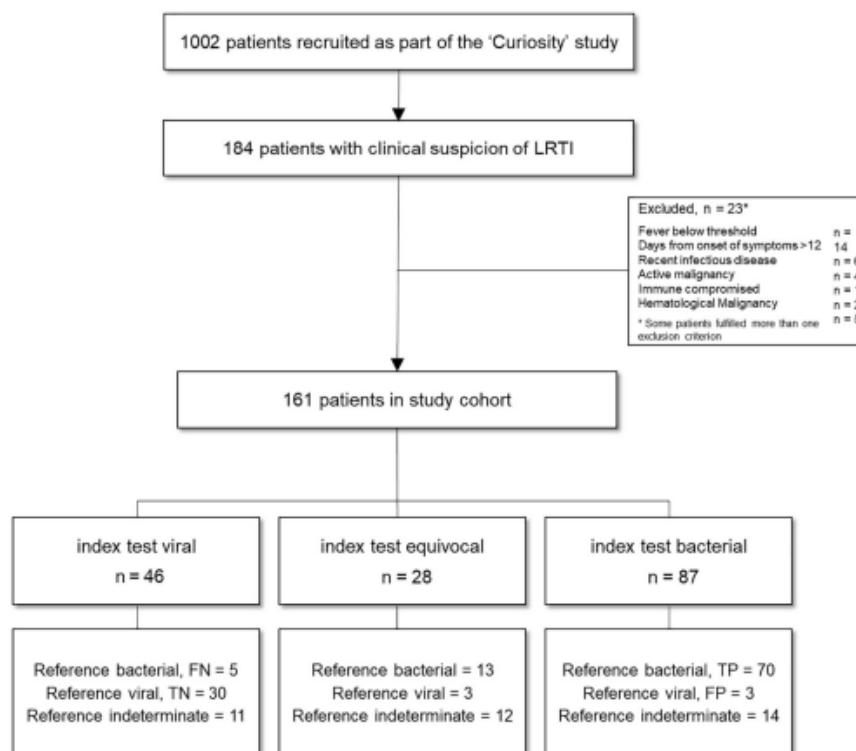 1002 patients recruited as part of the 'Curiosity' study
184 patients with clinical suspicion of LRTI
Excluded, n = 23*
Fever below threshold n =
Days from onset of symptoms >12 14
Recent infectious disease n =
Active malignancy n =
Immune compromised n =
Hematological Malignancy n =
* Some patients fulfilled more than one n =
exclusion criterion
161 patients in study cohort
index test viral
n = 46
index test equivocal
n = 28
index test bacterial
n = 87
Reference bacterial, FN = 5
Reference viral, TN = 30
Reference indeterminate = 11
Reference bacterial = 13
Reference viral = 3
Reference indeterminate = 12
Reference bacterial, TP = 70
Reference viral, FP = 3
Reference indeterminate = 14